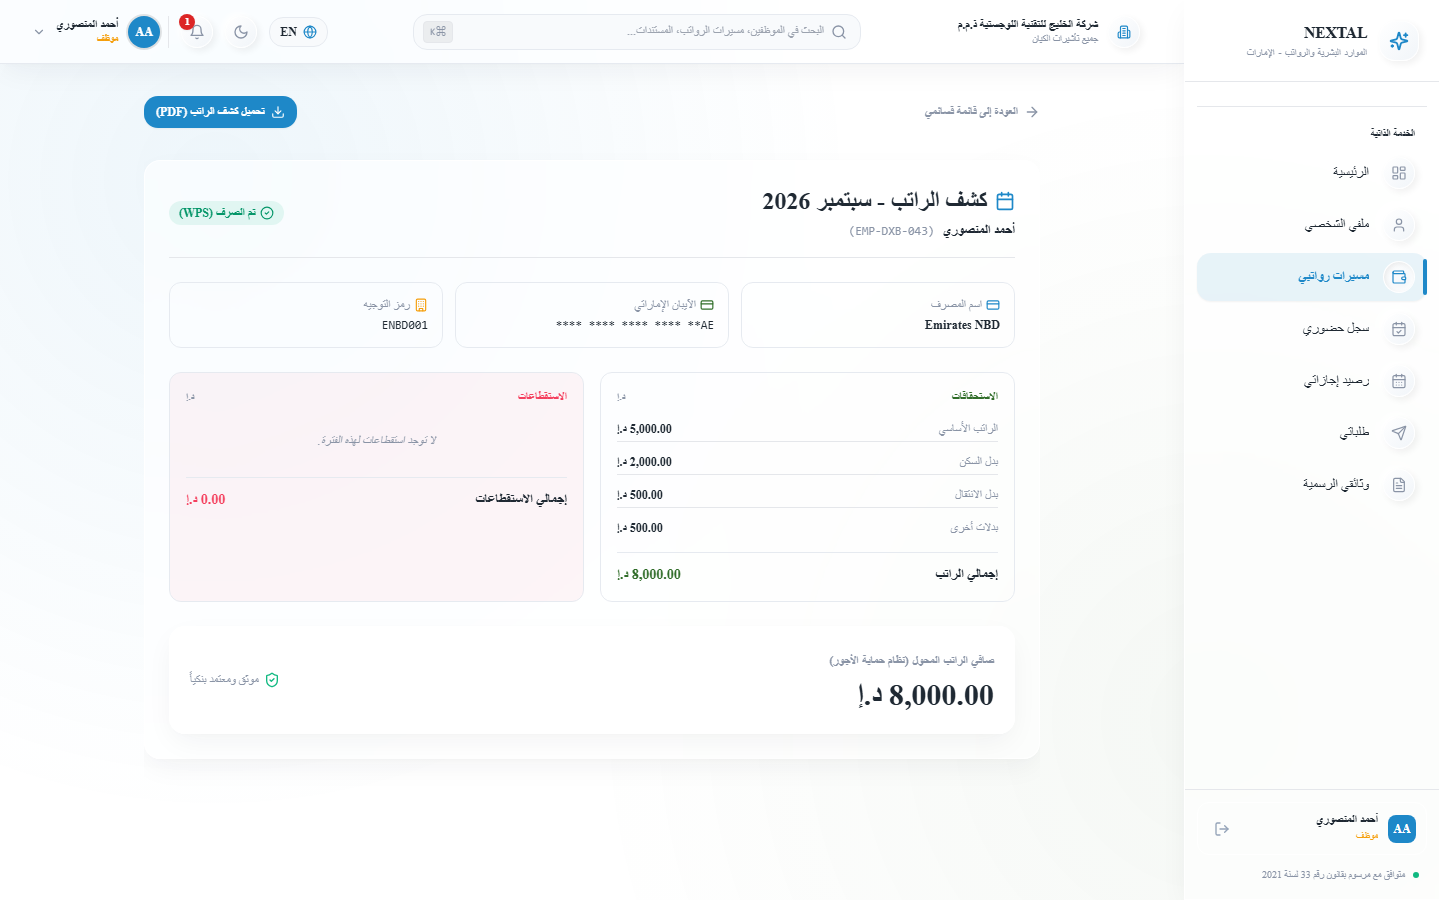 NEXTAL
الموارد البشرية والرواتب - الإمارات
شركة الخليج للتقنية اللوجستية ذ.م.م
جميع تأشيرات الكيان
البحث في الموظفين، مسيرات الرواتب، المستندات...
⌘K
EN
1
AA
أحمد المنصوري
موظف
الخدمة الذاتية
الرئيسية
ملفي الشخصي
مسيرات رواتبي
سجل حضوري
رصيد إجازاتي
طلباتي
وثائقي الرسمية
العودة إلى قائمة قسائمي
تحميل كشف الراتب (PDF)
كشف الراتب - سبتمبر 2026
أحمد المنصوري (EMP-DXB-043)
تم الصرف (WPS)
اسم المصرف
Emirates NBD
الآيبان الإماراتي
AE** **** **** **** ****
رمز التوجيه
ENBD001
الاستحقاقات د.إ
الراتب الأساسي 5,000.00 د.إ
بدل السكن 2,000.00 د.إ
بدل الانتقال 500.00 د.إ
بدلات أخرى 500.00 د.إ
إجمالي الراتب 8,000.00 د.إ
الاستقطاعات د.إ
لا توجد استقطاعات لهذه الفترة.
إجمالي الاستقطاعات 0.00 د.إ
صافي الراتب المحول (نظام حماية الأجور)
8,000.00 د.إ
موثق ومعتمد بنكياً
AA
أحمد المنصوري
موظف
متوافق مع مرسوم بقانون رقم 33 لسنة 2021